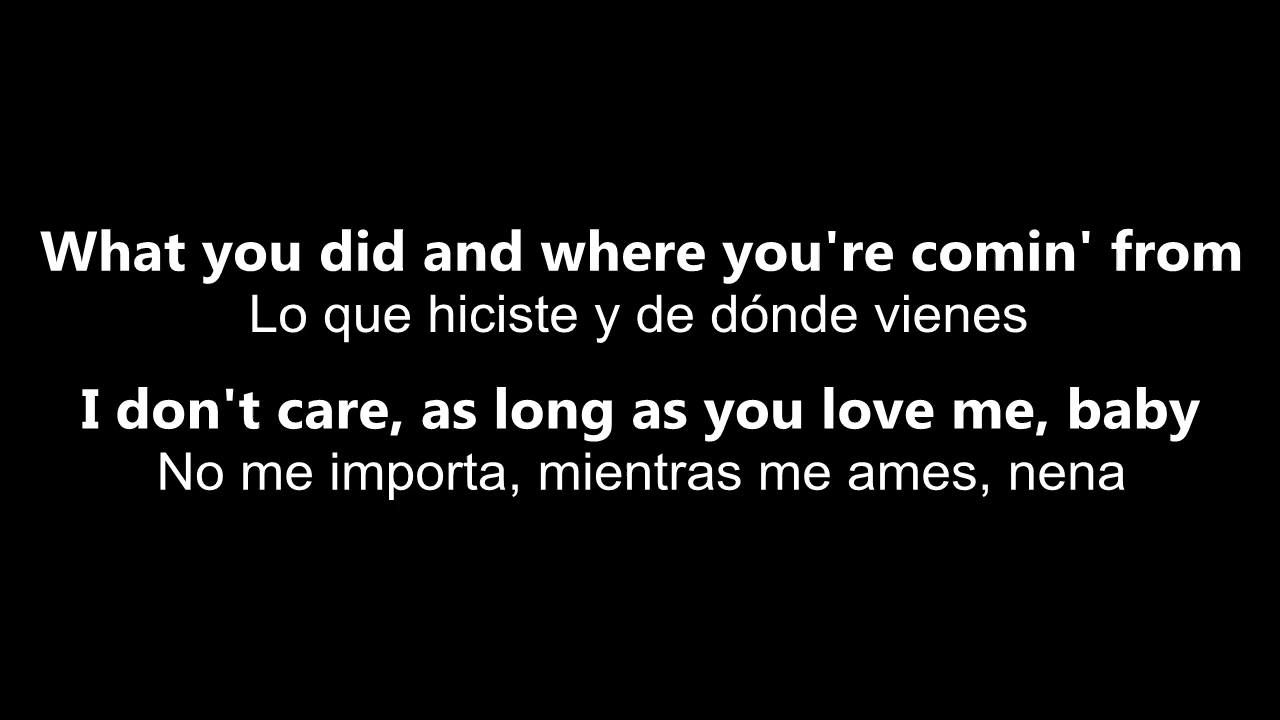 What you did and where you're comin' from
Lo que hiciste y de dónde vienes
I don't care, as long as you love me, baby
No me importa, mientras me ames, nena